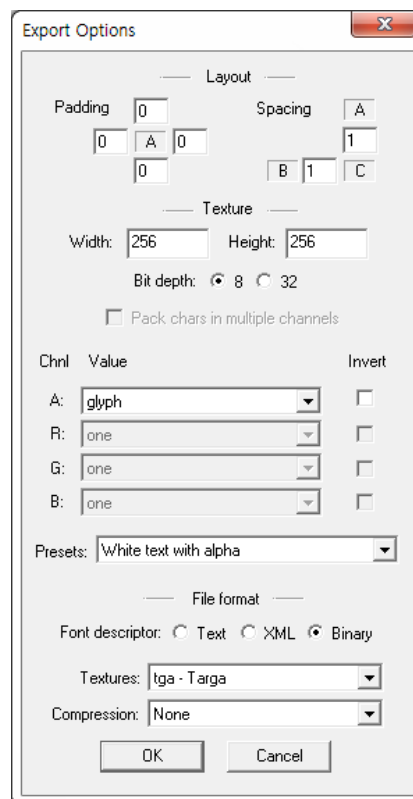 Export Options
Layout
Padding 0 Spacing A
0 A 0 1
0 B 1 C
Texture
Width: 256 Height: 256
Bit depth: 8 32
Pack chars in multiple channels
Chnl Value Invert
A: glyph
R: one
G: one
B: one
Presets: White text with alpha
File format
Font descriptor: Text XML Binary
Textures: tga - Targa
Compression: None
OK Cancel